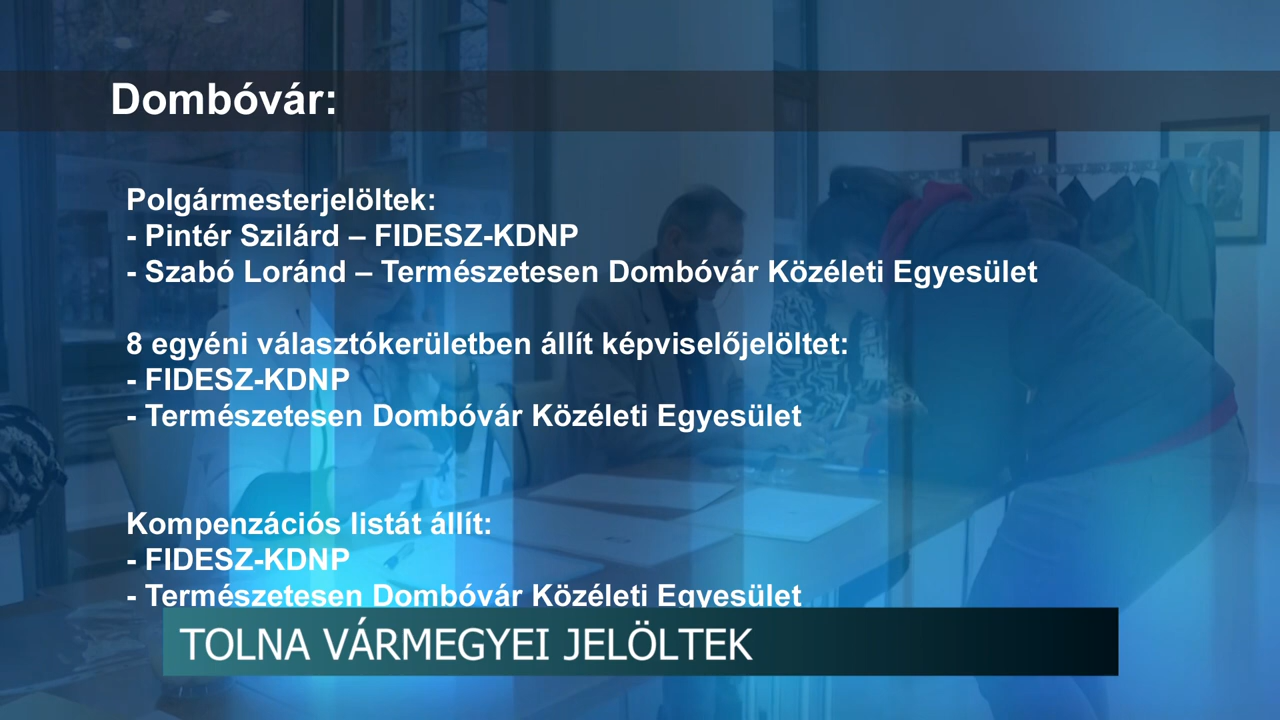 Dombóvár:
Polgármesterjelöltek:
- Pintér Szilárd – FIDESZ-KDNP
- Szabó Loránd – Természetesen Dombóvár Közéleti Egyesület
8 egyéni választókerületben állít képviselőjelöltet:
- FIDESZ-KDNP
- Természetesen Dombóvár Közéleti Egyesület
Kompenzációs listát állít:
- FIDESZ-KDNP
- Természetesen Dombóvár Közéleti Egyesület
TOLNA VÁRMEGYEI JELÖLTEK